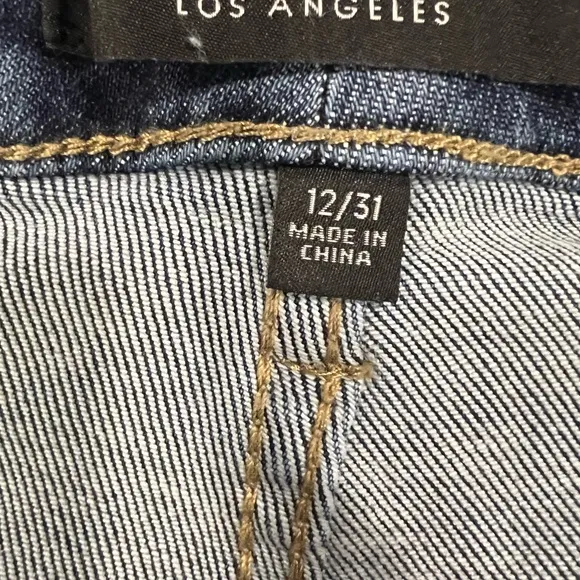 LOS ANGELES
12/31
MADE IN
CHINA